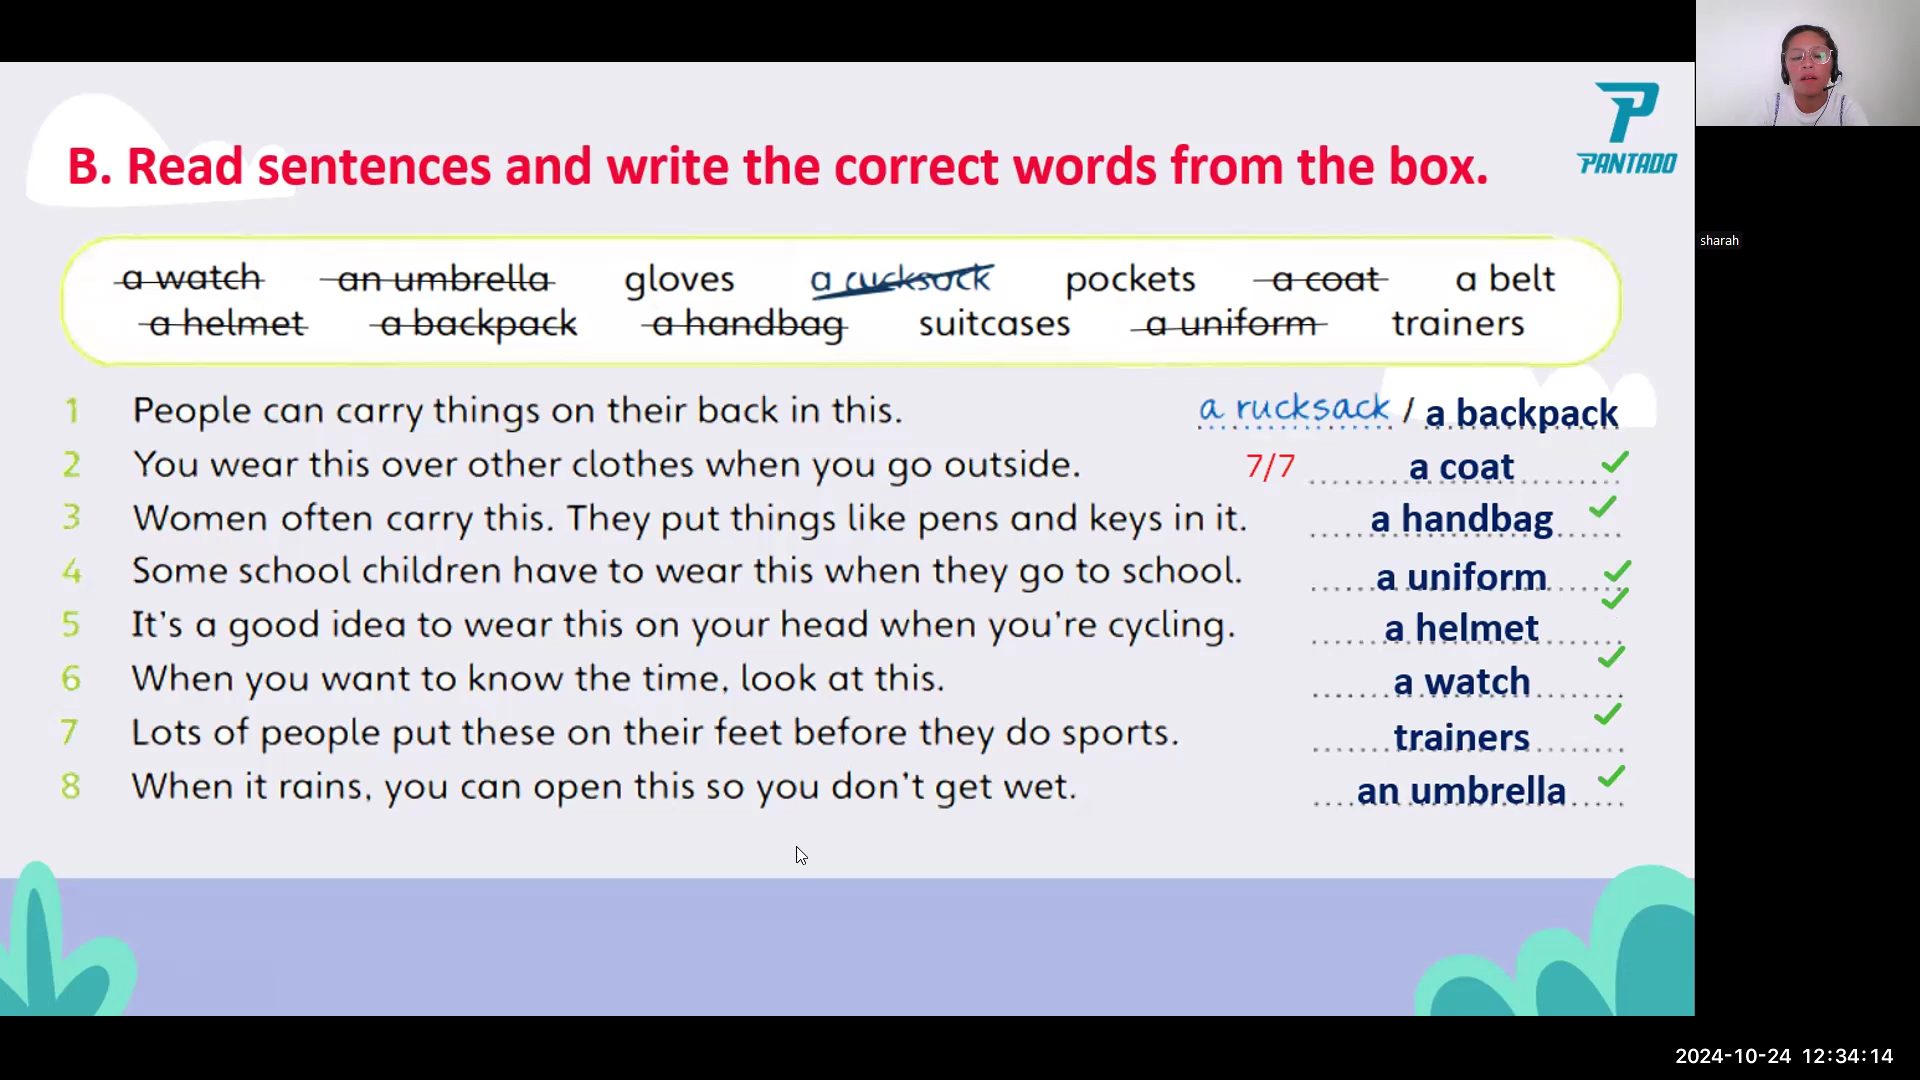 PANTADO
B. Read sentences and write the correct words from the box.
a watch an umbrella gloves a rucksack pockets a coat a belt
a helmet a backpack a handbag suitcases a uniform trainers
1 People can carry things on their back in this. a rucksack / a backpack
2 You wear this over other clothes when you go outside. 7/7 a coat
3 Women often carry this. They put things like pens and keys in it. a handbag
4 Some school children have to wear this when they go to school. a uniform
5 It's a good idea to wear this on your head when you're cycling. a helmet
6 When you want to know the time, look at this. a watch
7 Lots of people put these on their feet before they do sports. trainers
8 When it rains, you can open this so you don't get wet. an umbrella
sharah
2024-10-24 12:34:14